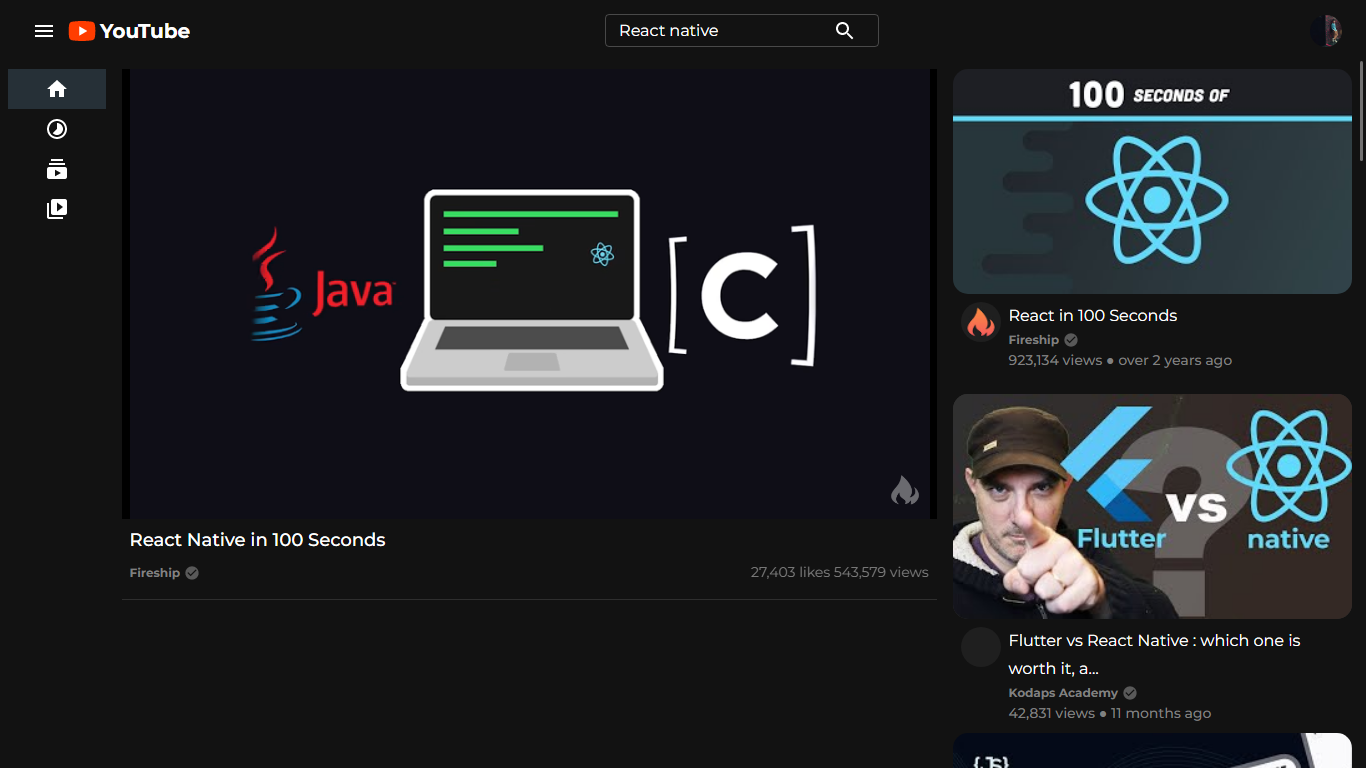 YouTube
React native
Java
[C]
React Native in 100 Seconds
Fireship
27,403 likes 543,579 views
100 SECONDS OF
React in 100 Seconds
Fireship
923,134 views ● over 2 years ago
Flutter
vs
native
Flutter vs React Native : which one is
worth it, a...
Kodaps Academy
42,831 views ● 11 months ago
{.JS}